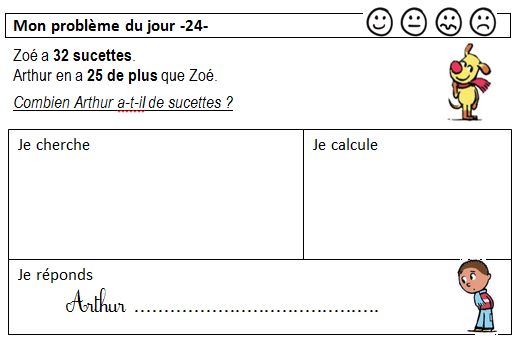 Mon problème du jour -24-
Zoé a 32 sucettes.
Arthur en a 25 de plus que Zoé.
Combien Arthur a-t-il de sucettes ?
Je cherche
Je calcule
Je réponds
Arthur ……………………………………